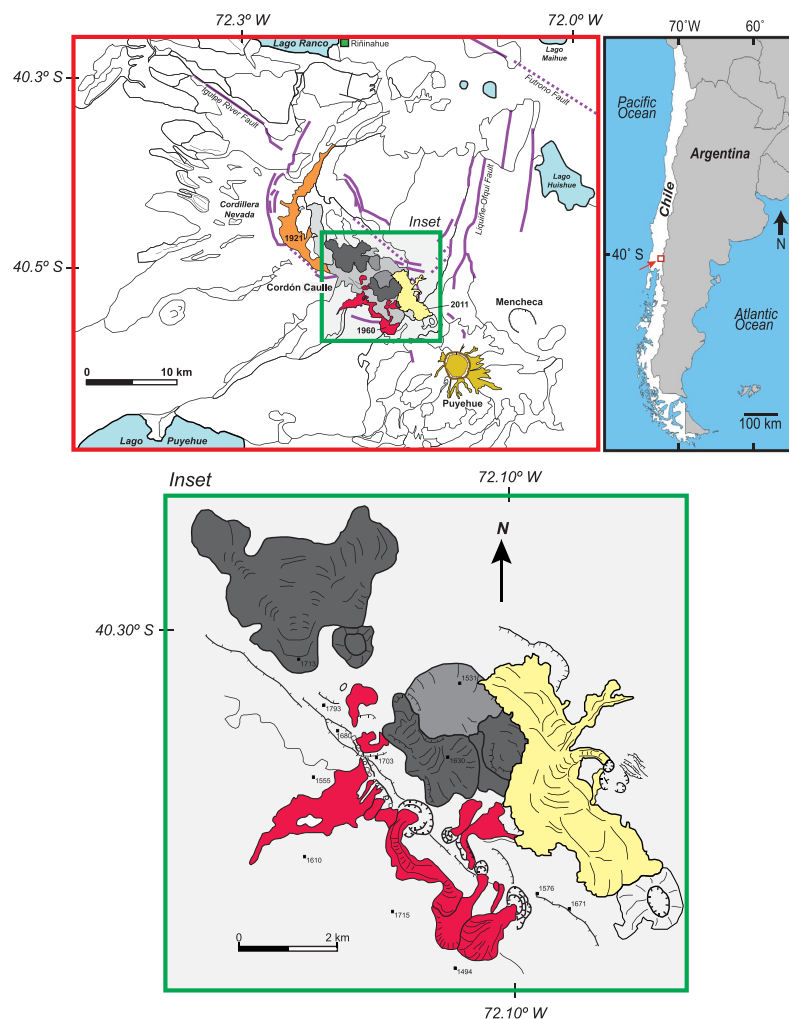 72.3º W
72.0º W
70˚W
60˚
Lago Ranco
Riñinahue
Lago
Maihue
40.3º S
Futrono Fault
Iguilee River Fault
Pacific
Ocean
Argentina
Lago
Huishue
Liquiñe-Ofqui Fault
Cordillera
Nevada
Chile
Inset
1921
N
40˚ S
40.5º S
Cordón Caulle
2011
Mencheca
1960
Atlantic
Ocean
0 10 km
Puyehue
Lago Puyehue
100 km
Inset
72.10º W
N
40.30º S
1713
1531
1793
1680
1703
1630
1555
1610
1576
1671
1715
0 2 km
1494
72.10º W